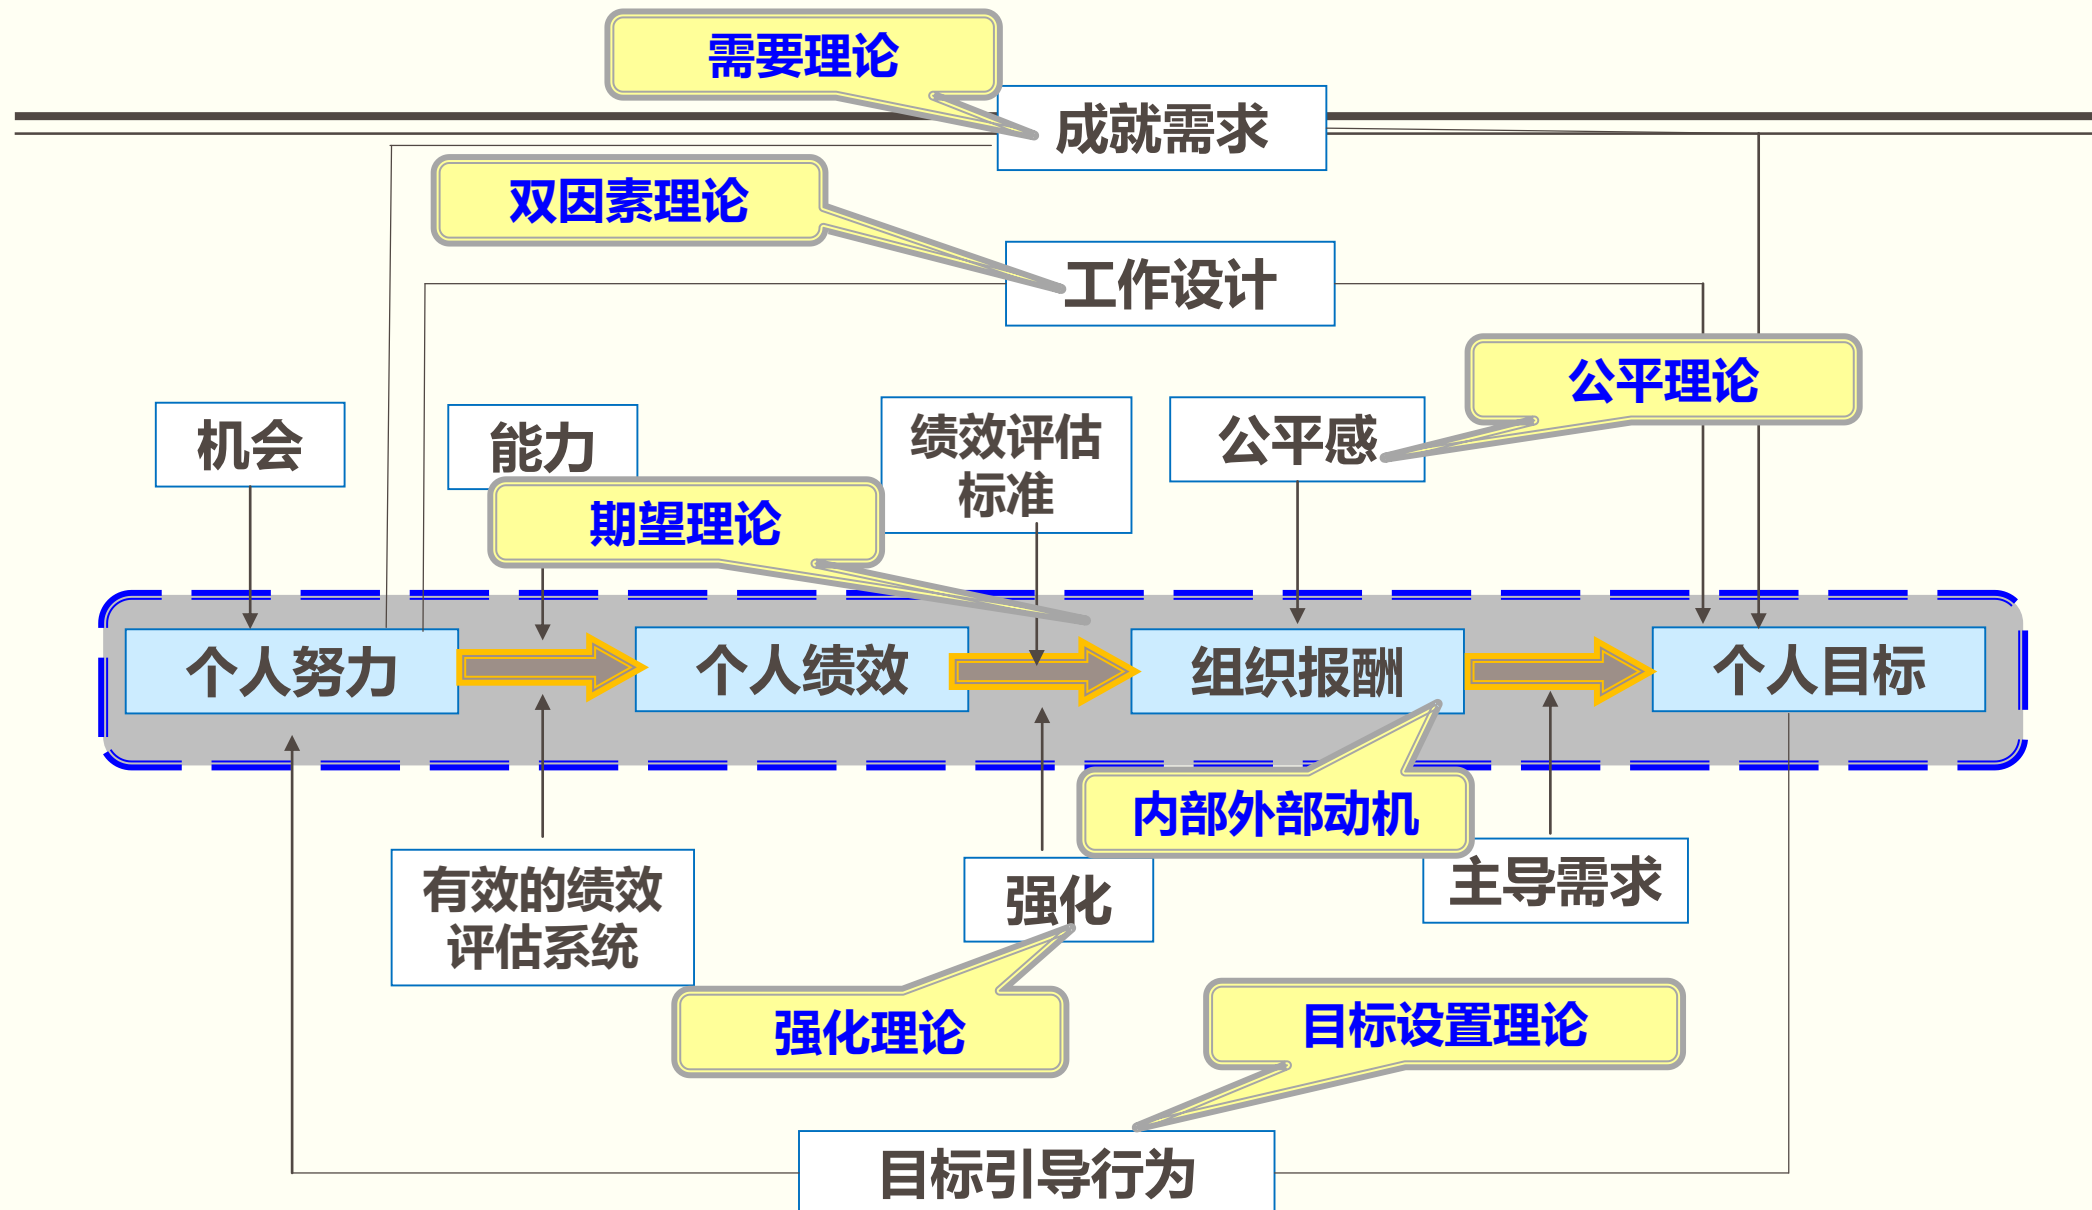 需要理论
成就需求
双因素理论
工作设计
公平理论
机会
能力
绩效评估
标准
公平感
期望理论
个人努力
个人绩效
组织报酬
个人目标
内部外部动机
有效的绩效
评估系统
强化
主导需求
强化理论
目标设置理论
目标引导行为